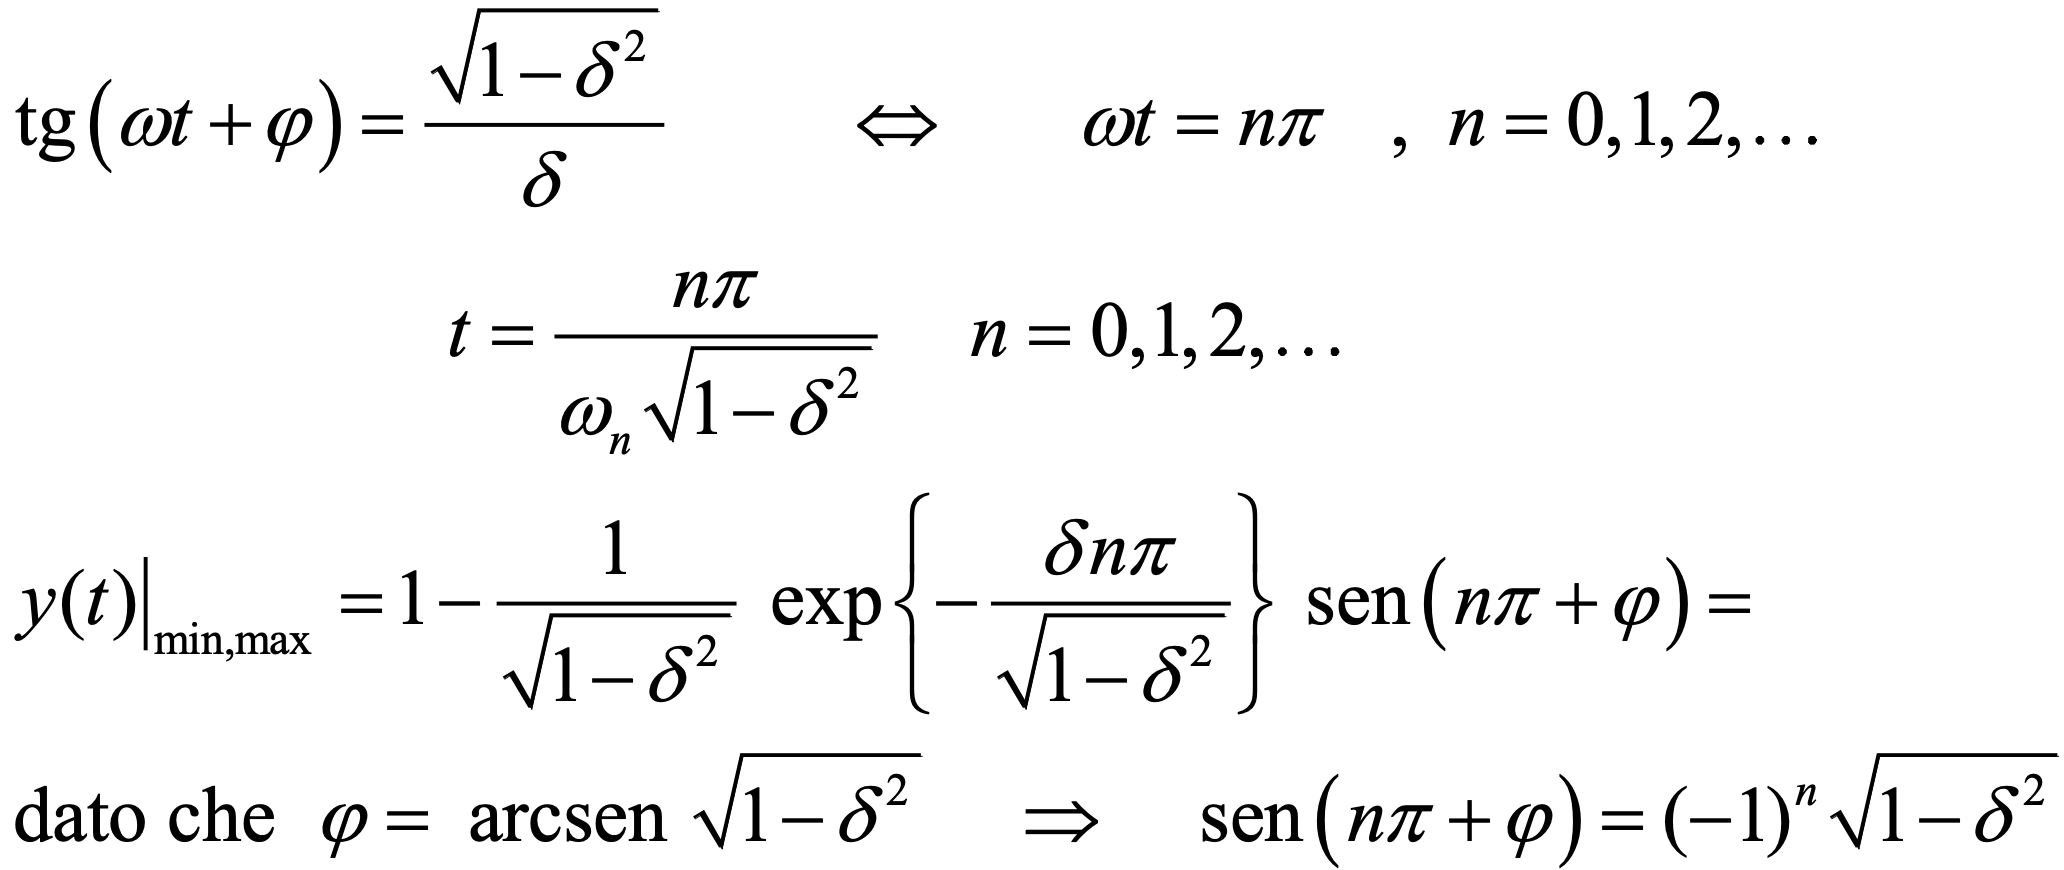 tg(ωt + φ) = √(1−δ²) / δ ⇔ ωt = nπ , n = 0,1,2,…
t = nπ / (ωₙ√(1−δ²)) n = 0,1,2,…
y(t)|min,max = 1 − 1/√(1−δ²) exp{− δnπ/√(1−δ²)} sen(nπ + φ) =
dato che φ = arcsen √(1−δ²) ⇒ sen(nπ + φ) = (−1)ⁿ √(1−δ²)